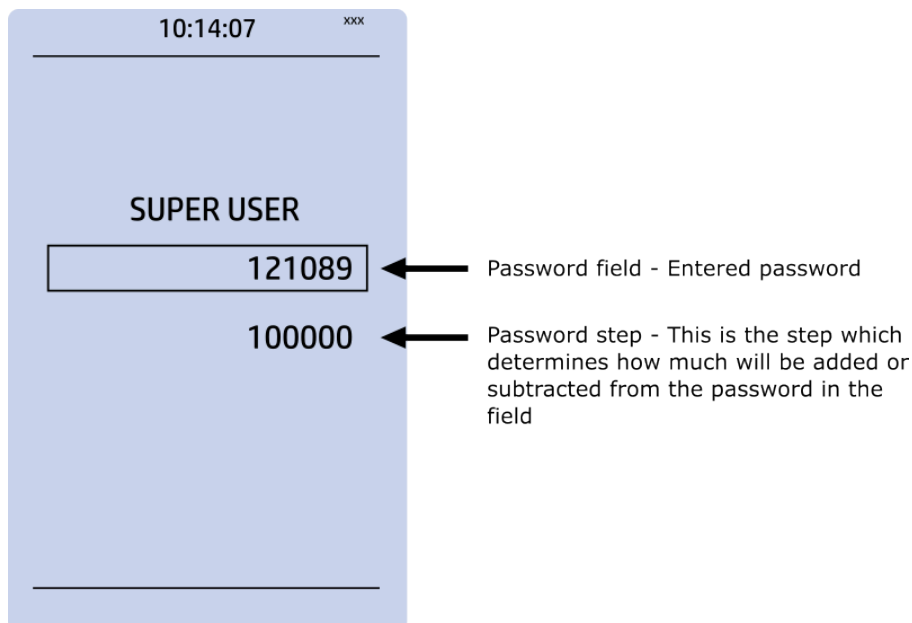 10:14:07 xxx
SUPER USER
121089
Password field - Entered password
100000
Password step - This is the step which
determines how much will be added or
subtracted from the password in the
field